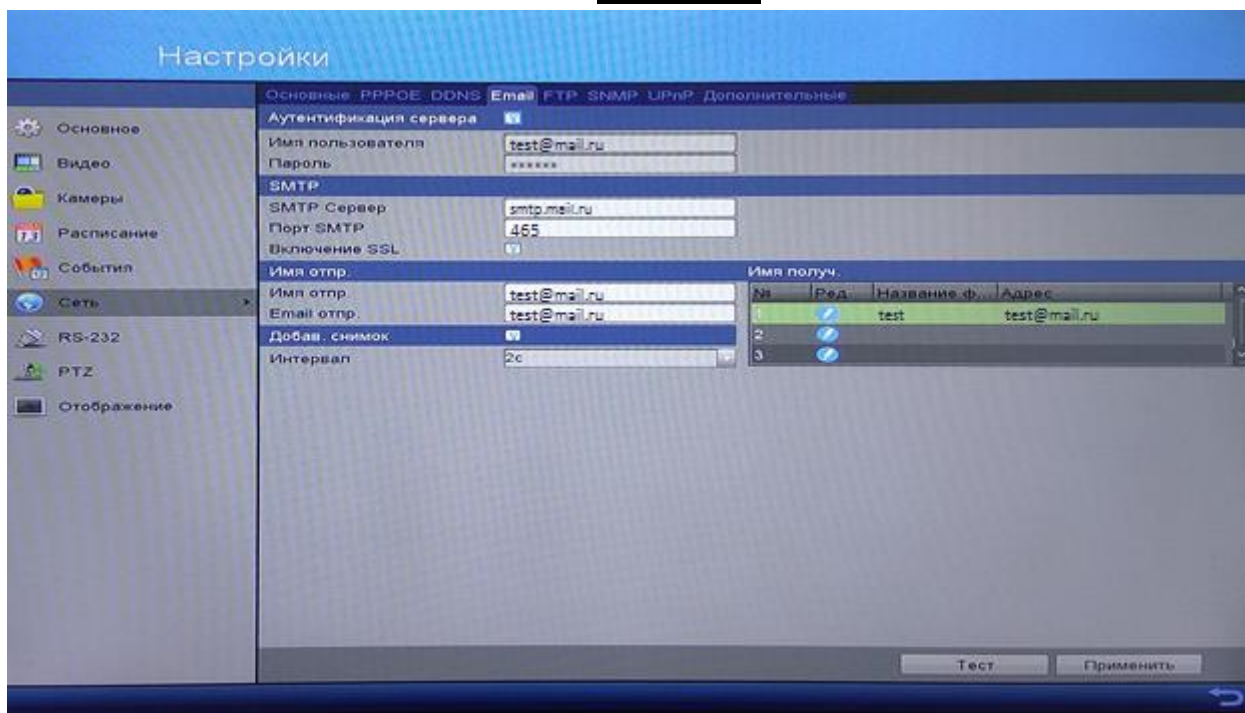 Настройки
Основные PPPOE DDNS Email FTP SNMP UPnP Дополнительные
Аутентификация сервера
Имя пользователя test@mail.ru
Пароль ******
SMTP
SMTP Сервер smtp.mail.ru
Порт SMTP 465
Включение SSL
Имя отпр. Имя получ.
Имя отпр. test@mail.ru № Ред. Название ф... Адрес
Email отпр. test@mail.ru 1 test test@mail.ru
Добав. снимок 2
Интервал 2с 3
Основное
Видео
Камеры
Расписание
События
Сеть
RS-232
PTZ
Отображение
Тест Применить